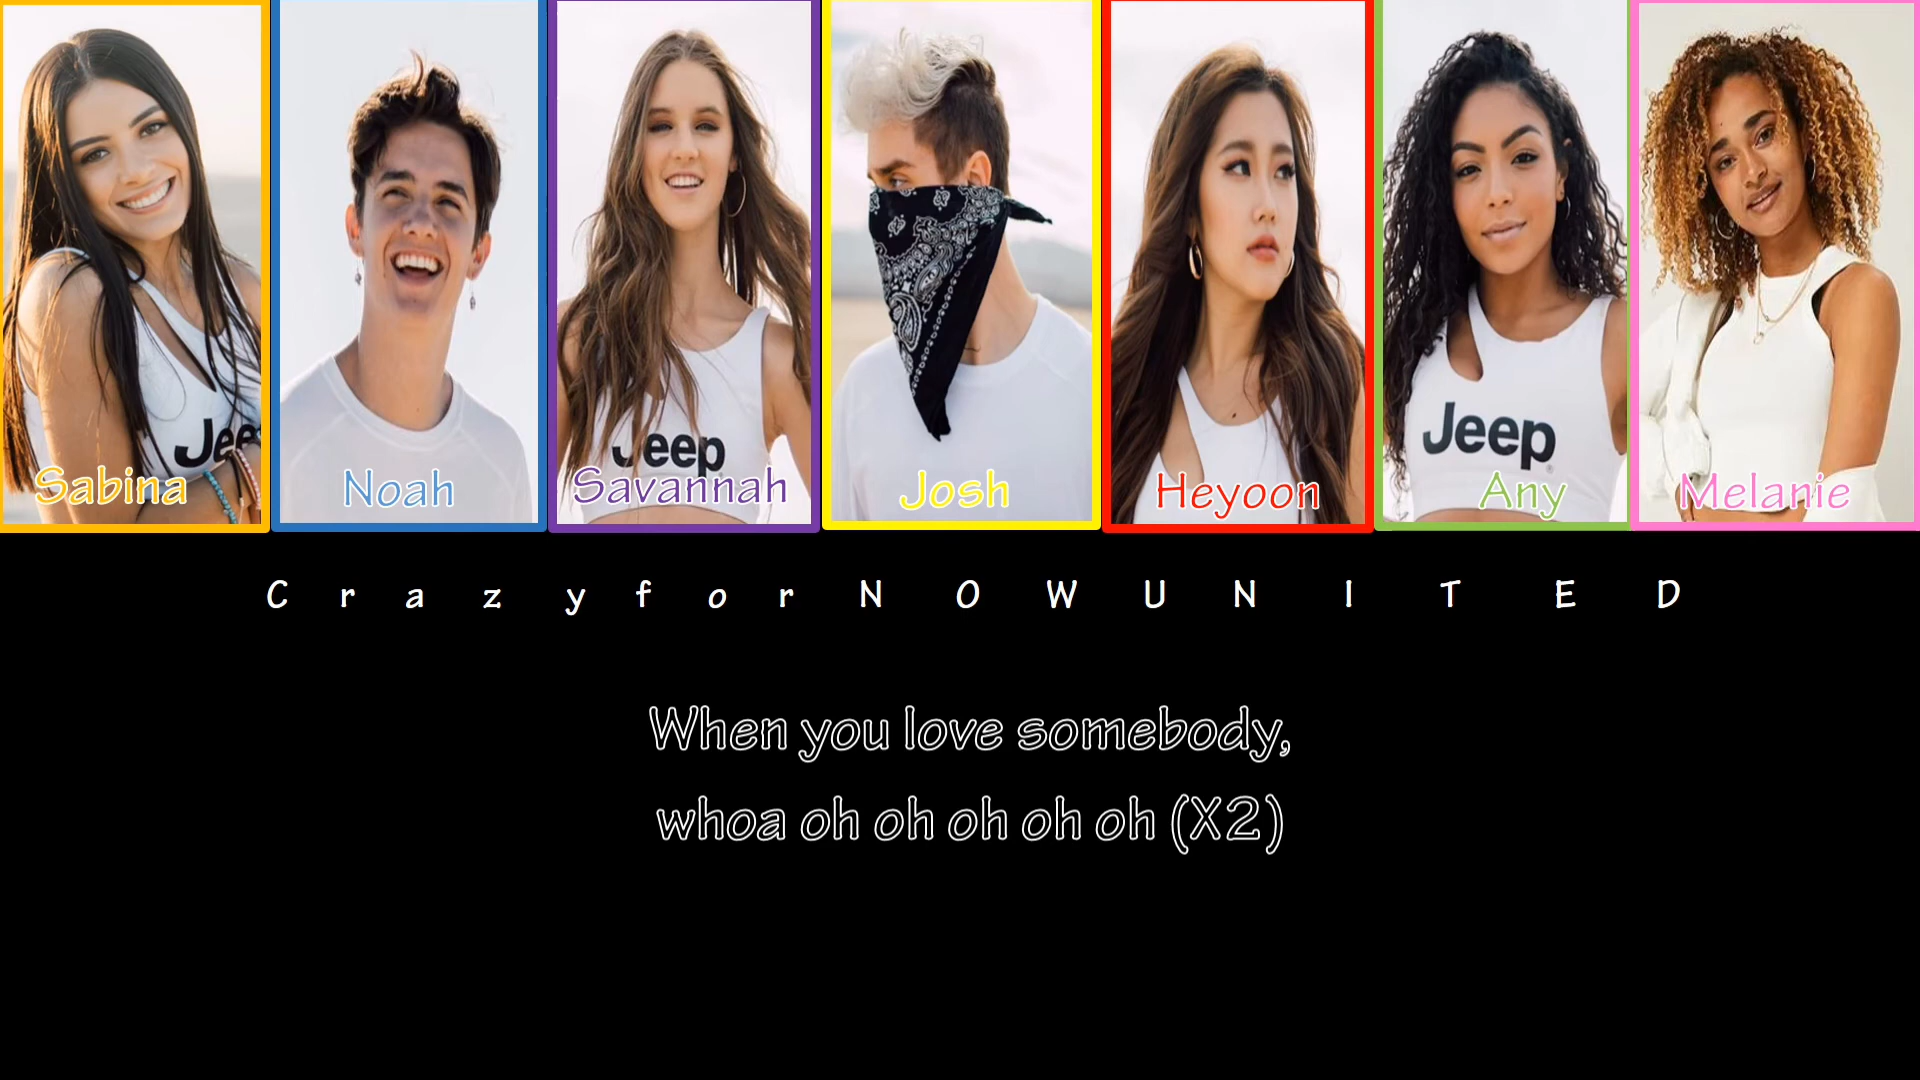 Jeep
Jeep
Jeep
Sabina Noah Savannah Josh Heyoon Any Melanie
C r a z y f o r N O W U N I T E D
When you love somebody,
whoa oh oh oh oh oh (X2)